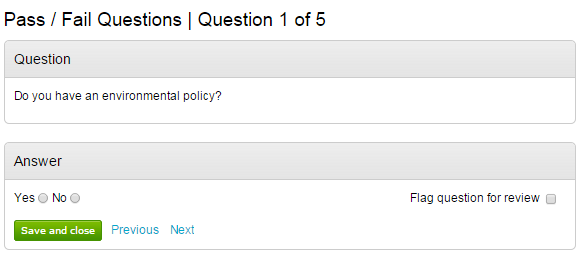 Pass / Fail Questions | Question 1 of 5
Question
Do you have an environmental policy?
Answer
Yes No Flag question for review
Save and close Previous Next